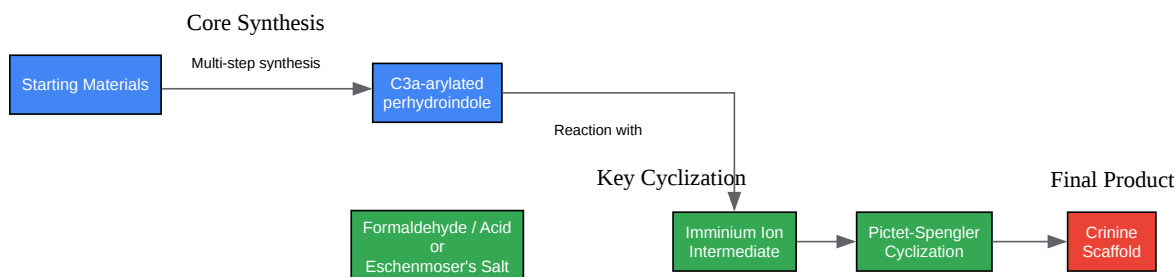 Core Synthesis
Starting Materials
Multi-step synthesis
C3a-arylated
perhydroindole
Reaction with
Key Cyclization
Final Product
Formaldehyde / Acid
or
Eschenmoser's Salt
Imminium Ion
Intermediate
Pictet-Spengler
Cyclization
Crinine
Scaffold